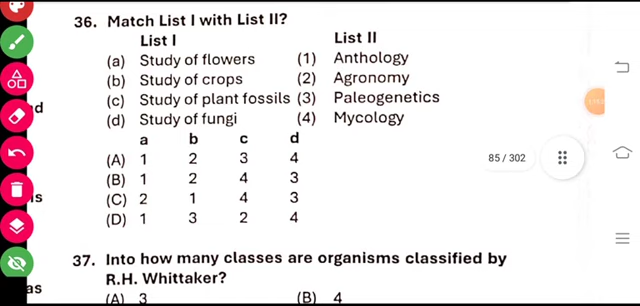 36. Match List I with List II?
List I List II
(a) Study of flowers (1) Anthology
(b) Study of crops (2) Agronomy
(c) Study of plant fossils (3) Paleogenetics
(d) Study of fungi (4) Mycology
a b c d
(A) 1 2 3 4
(B) 1 2 4 3
(C) 2 1 4 3
(D) 1 3 2 4
85 / 302
37. Into how many classes are organisms classified by
R.H. Whittaker?
(A) 3 (B) 4
d
as